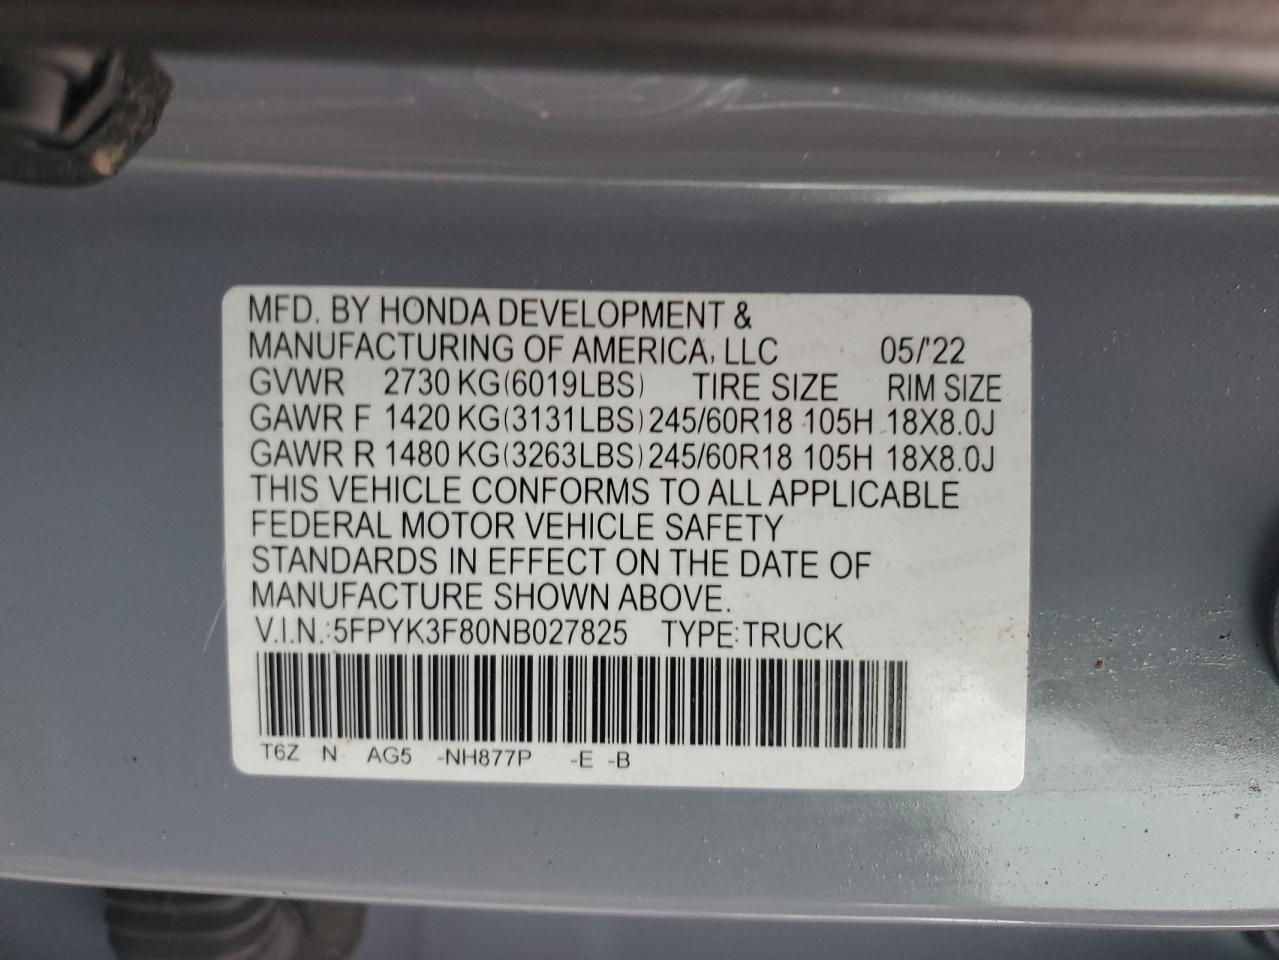 MFD. BY HONDA DEVELOPMENT &
MANUFACTURING OF AMERICA, LLC 05/'22
GVWR 2730 KG(6019LBS) TIRE SIZE RIM SIZE
GAWR F 1420 KG(3131LBS) 245/60R18 105H 18X8.0J
GAWR R 1480 KG(3263LBS) 245/60R18 105H 18X8.0J
THIS VEHICLE CONFORMS TO ALL APPLICABLE
FEDERAL MOTOR VEHICLE SAFETY
STANDARDS IN EFFECT ON THE DATE OF
MANUFACTURE SHOWN ABOVE.
V.I.N.:5FPYK3F80NB027825 TYPE:TRUCK
T6Z N AG5 -NH877P -E -B